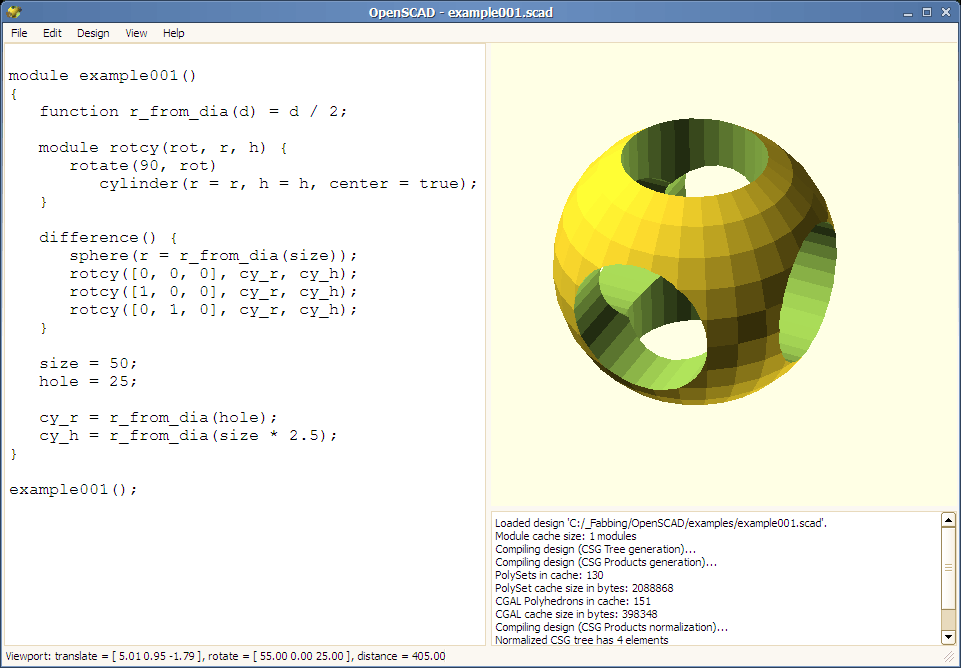 OpenSCAD - example001.scad
File Edit Design View Help
module example001()
{
function r_from_dia(d) = d / 2;
module rotcy(rot, r, h) {
rotate(90, rot)
cylinder(r = r, h = h, center = true);
}
difference() {
sphere(r = r_from_dia(size));
rotcy([0, 0, 0], cy_r, cy_h);
rotcy([1, 0, 0], cy_r, cy_h);
rotcy([0, 1, 0], cy_r, cy_h);
}
size = 50;
hole = 25;
cy_r = r_from_dia(hole);
cy_h = r_from_dia(size * 2.5);
}
example001();
Loaded design 'C:/_Fabbing/OpenSCAD/examples/example001.scad'.
Module cache size: 1 modules
Compiling design (CSG Tree generation)...
Compiling design (CSG Products generation)...
PolySets in cache: 130
PolySet cache size in bytes: 2088868
CGAL Polyhedrons in cache: 151
CGAL cache size in bytes: 398348
Compiling design (CSG Products normalization)...
Normalized CSG tree has 4 elements
Viewport: translate = [ 5.01 0.95 -1.79 ], rotate = [ 55.00 0.00 25.00 ], distance = 405.00